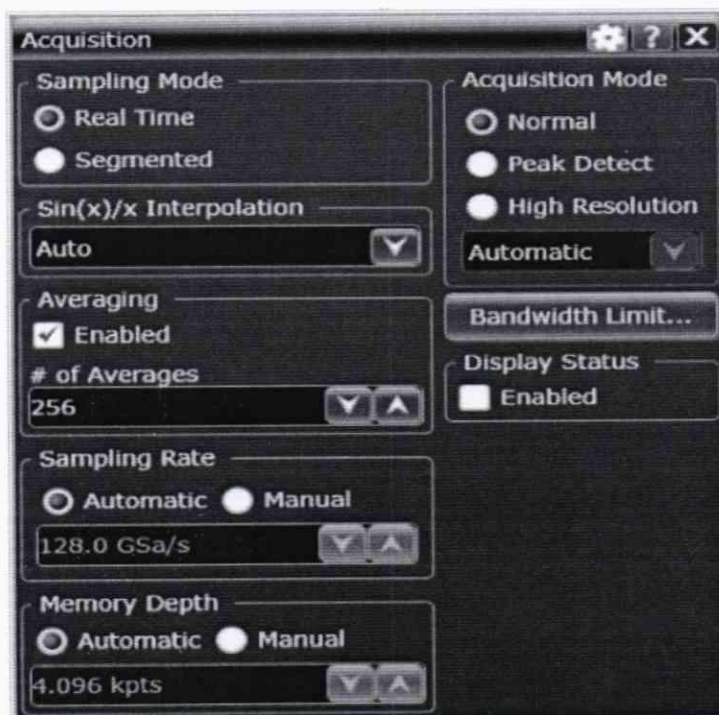 Acquisition
Sampling Mode
Real Time
Segmented
Sin(x)/x Interpolation
Auto
Averaging
Enabled
# of Averages
256
Sampling Rate
Automatic Manual
128.0 GSa/s
Memory Depth
Automatic Manual
4.096 kpts
Acquisition Mode
Normal
Peak Detect
High Resolution
Automatic
Bandwidth Limit...
Display Status
Enabled